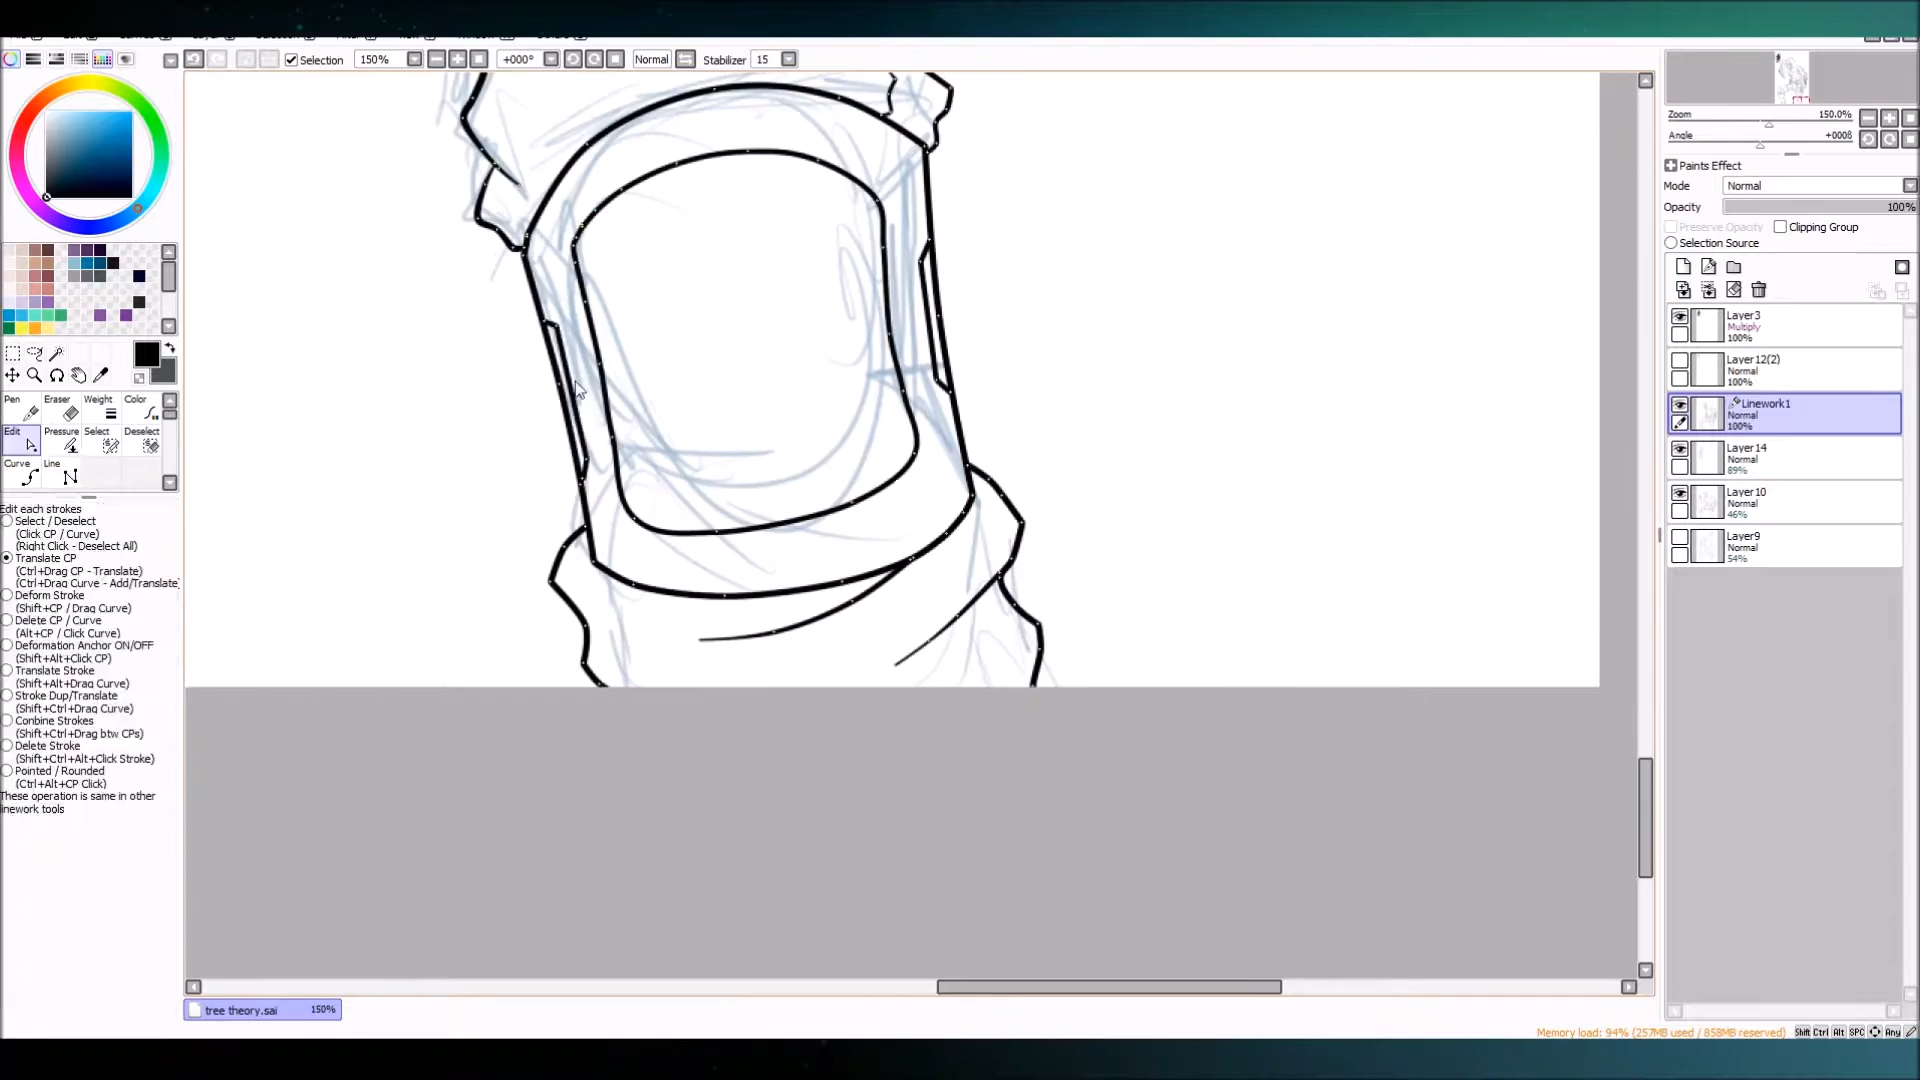 Selection
150%
+000°
Normal
Stabilizer
15
Zoom
150.0%
Angle
+000ß
Paints Effect
Mode
Normal
Opacity
100%
Preserve Opacity
Clipping Group
Selection Source
Layer3
Multiply
100%
Layer12(2)
Normal
100%
Linework1
Normal
100%
Layer14
Normal
89%
Layer10
Normal
46%
Layer9
Normal
54%
Pen
Eraser
Weight
Color
Edit
Pressure
Select
Deselect
Curve
Line
Edit each strokes
Select / Deselect
(Click CP / Curve)
(Right Click - Deselect All)
Translate CP
(Ctrl+Drag CP - Translate)
(Ctrl+Drag Curve - Add/Translate)
Deform Stroke
(Shift+CP / Drag Curve)
Delete CP / Curve
(Alt+CP / Click Curve)
Deformation Anchor ON/OFF
(Shift+Alt+Click CP)
Translate Stroke
(Shift+Alt+Drag Curve)
Stroke Dup/Translate
(Shift+Ctrl+Drag Curve)
Conbine Strokes
(Shift+Ctrl+Drag btw CPs)
Delete Stroke
(Shift+Ctrl+Alt+Click Stroke)
Pointed / Rounded
(Ctrl+Alt+CP Click)
These operation is same in other
linework tools
tree theory.sai
150%
Memory load: 94% (257MB used / 858MB reserved)
Shift Ctrl Alt SPC Any